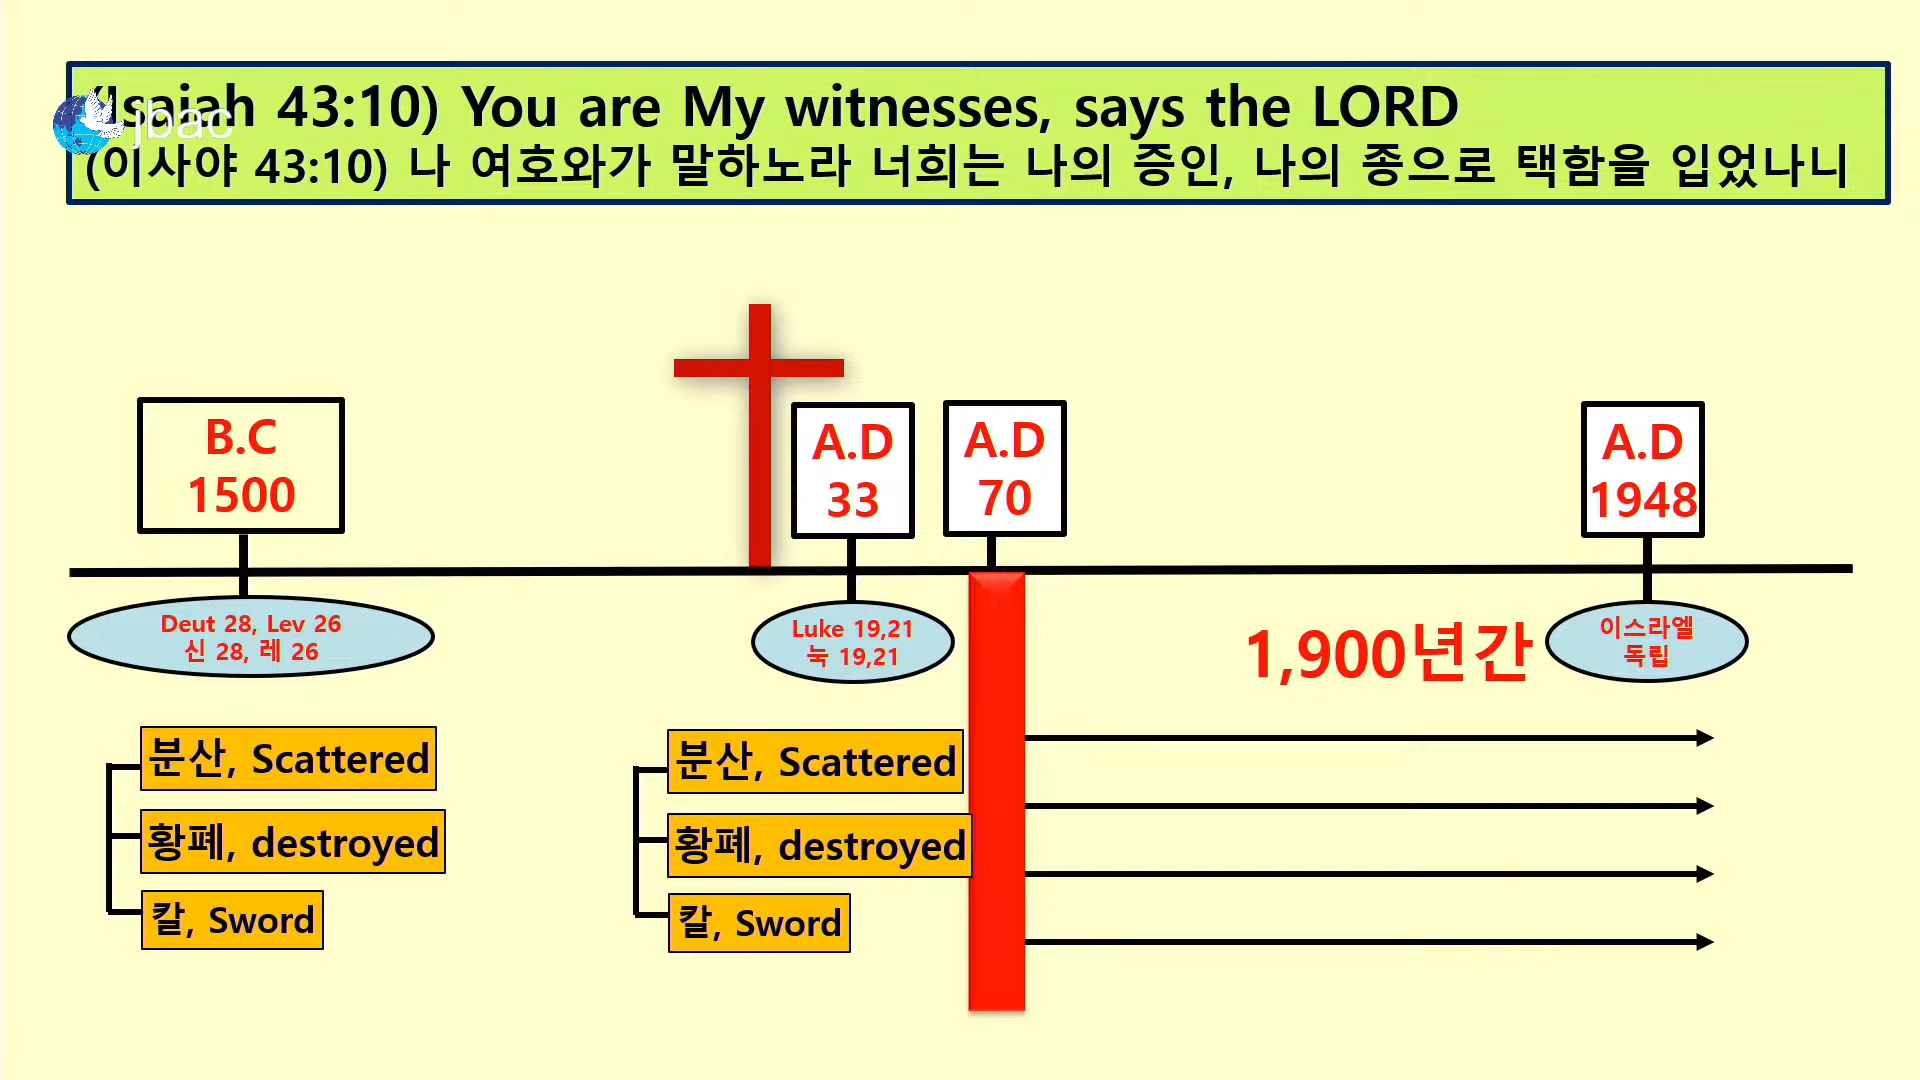 (Isaiah 43:10) You are My witnesses, says the LORD
jbac
(이사야 43:10) 나 여호와가 말하노라 너희는 나의 증인, 나의 종으로 택함을 입었나니
B.C
1500
A.D
33
A.D
70
A.D
1948
Deut 28, Lev 26
신 28, 레 26
Luke 19,21
눅 19,21
1,900년간
이스라엘
독립
분산, Scattered
황폐, destroyed
칼, Sword
분산, Scattered
황폐, destroyed
칼, Sword